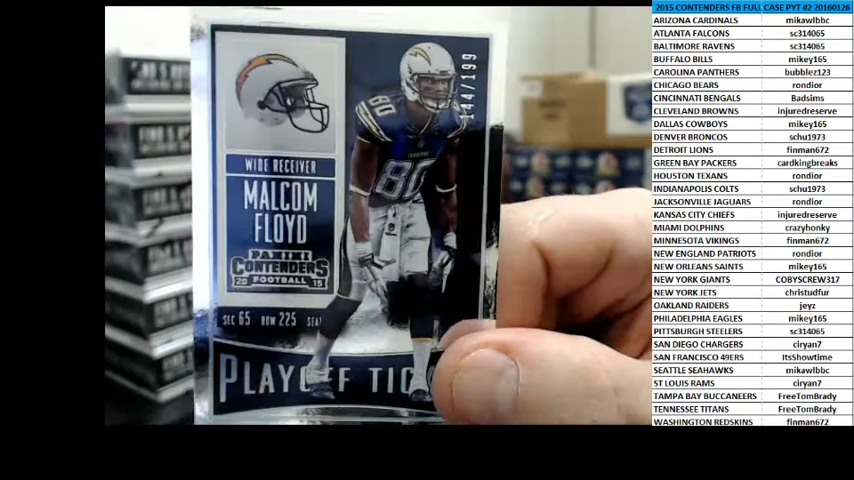 144/199
80
80
WIDE RECEIVER
MALCOM
FLOYD
PANINI
CONTENDERS
20 FOOTBALL 15
SEC 65 ROW 225
PLAYOFF
2015 CONTENDERS FB FULL CASE PYT #2 20160126
ARIZONA CARDINALS mikawlbbc
ATLANTA FALCONS sc314065
BALTIMORE RAVENS sc314065
BUFFALO BILLS mikey165
CAROLINA PANTHERS bubblez123
CHICAGO BEARS rondior
CINCINNATI BENGALS Badsims
CLEVELAND BROWNS injuredreserve
DALLAS COWBOYS mikey165
DENVER BRONCOS schu1973
DETROIT LIONS finman672
GREEN BAY PACKERS cardkingbreaks
HOUSTON TEXANS rondior
INDIANAPOLIS COLTS schu1973
JACKSONVILLE JAGUARS rondior
KANSAS CITY CHIEFS injuredreserve
MIAMI DOLPHINS crazyhonky
MINNESOTA VIKINGS finman672
NEW ENGLAND PATRIOTS rondior
NEW ORLEANS SAINTS mikey165
NEW YORK GIANTS COBYSCREW317
NEW YORK JETS christudfur
OAKLAND RAIDERS jeyz
PHILADELPHIA EAGLES mikey165
PITTSBURGH STEELERS sc314065
SAN DIEGO CHARGERS ciryan7
SAN FRANCISCO 49ERS ItsShowtime
SEATTLE SEAHAWKS mikawlbbc
ST LOUIS RAMS ciryan7
TAMPA BAY BUCCANEERS FreeTomBrady
TENNESSEE TITANS FreeTomBrady
WASHINGTON REDSKINS finman672